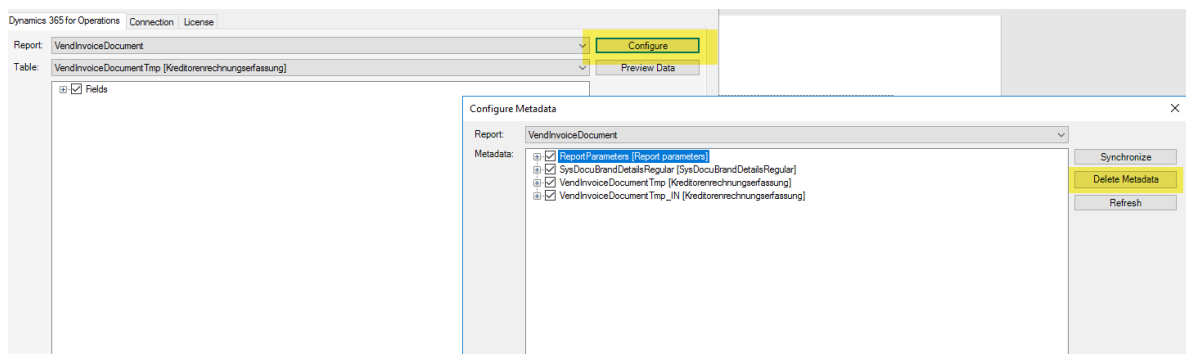 Dynamics 365 for Operations Connection License
Report: VendInvoiceDocument Configure
Table: VendInvoiceDocumentTmp [Kreditorenrechnungserfassung] Preview Data
Fields
Configure Metadata
Report: VendInvoiceDocument
Metadata: ReportParameters [Report parameters] Synchronize
SysDocuBrandDetailsRegular [SysDocuBrandDetailsRegular]
VendInvoiceDocumentTmp [Kreditorenrechnungserfassung] Delete Metadata
VendInvoiceDocumentTmp_IN [Kreditorenrechnungserfassung]
Refresh